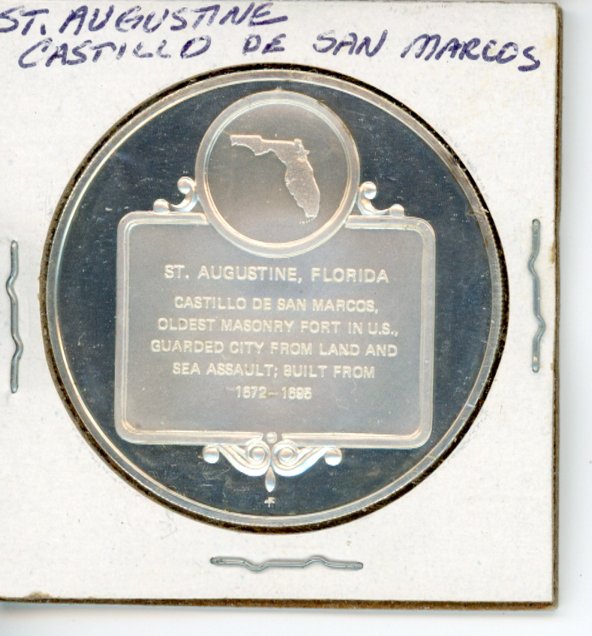 ST. AUGUSTINE
CASTILLO DE SAN MARCOS
ST. AUGUSTINE, FLORIDA
CASTILLO DE SAN MARCOS,
OLDEST MASONRY FORT IN U.S.,
GUARDED CITY FROM LAND AND
SEA ASSAULT; BUILT FROM
1672-1695